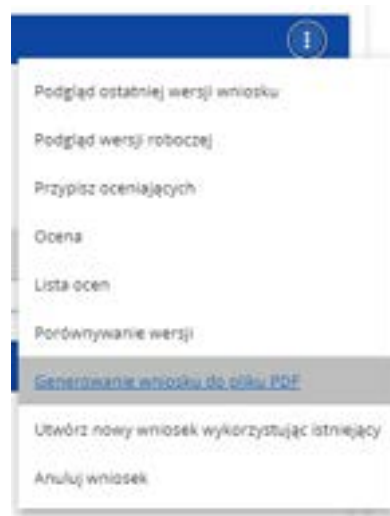 Podgląd ostatniej wersji wniosku
Podgląd wersji roboczej
Przypisz oceniających
Ocena
Lista ocen
Porównywanie wersji
Generowanie wniosku do pliku PDF
Utwórz nowy wniosek wykorzystując istniejący
Anuluj wniosek